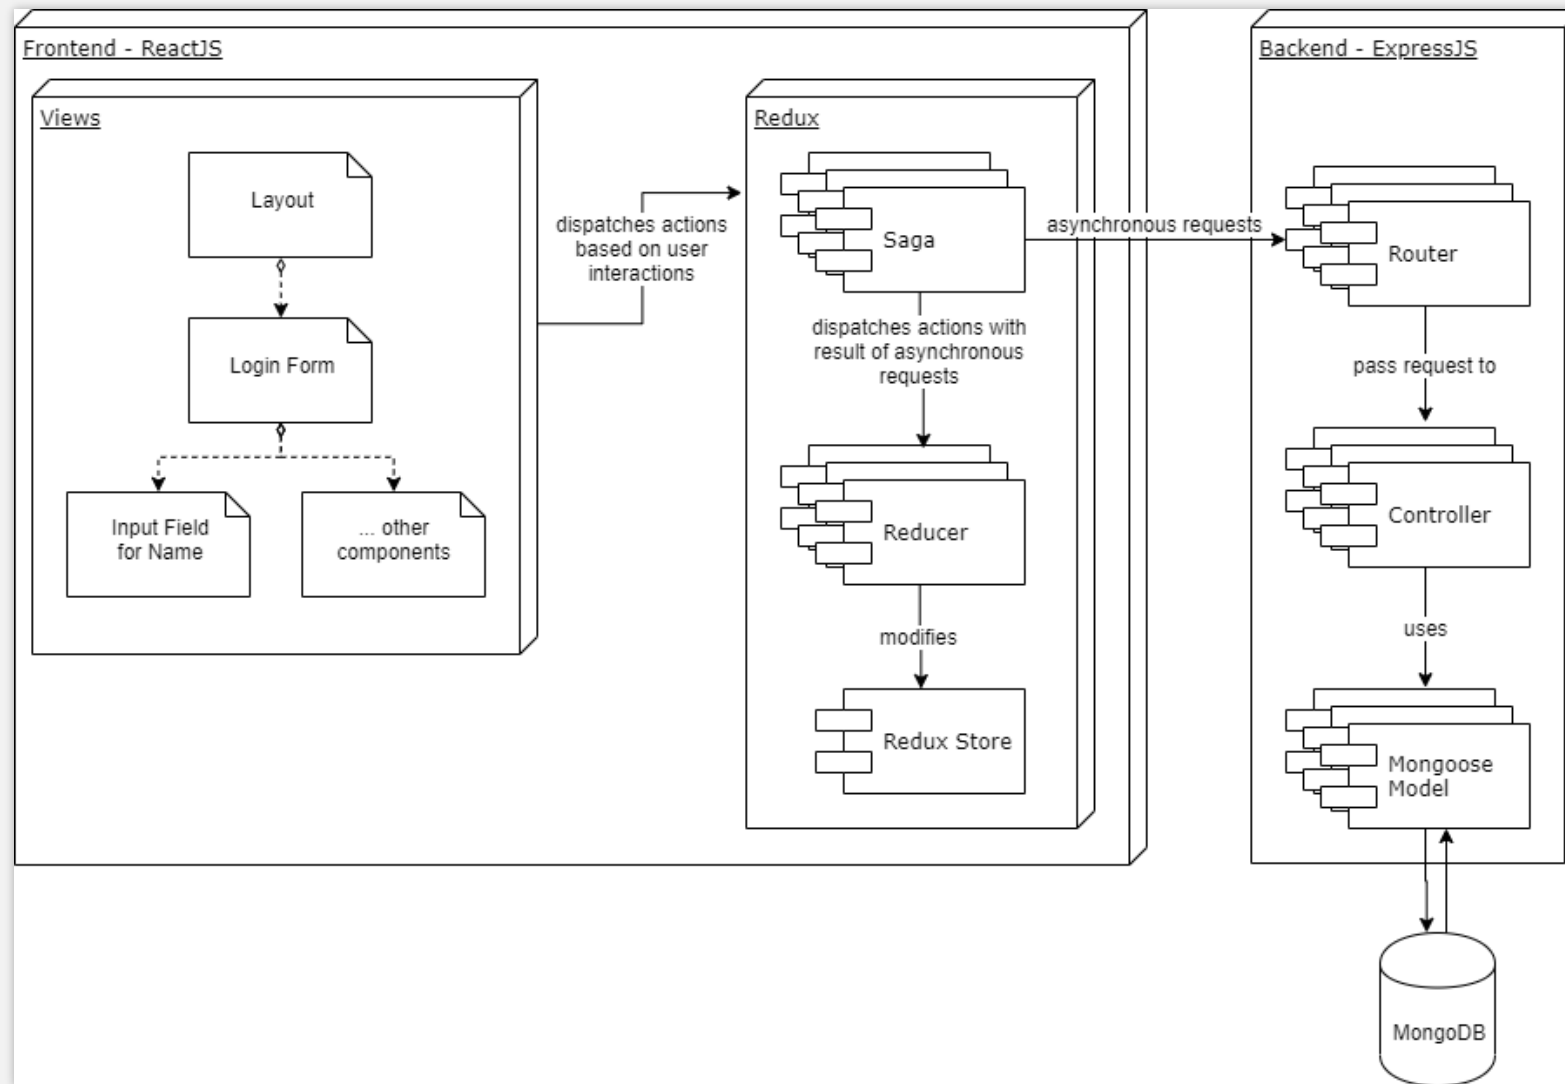 Frontend - ReactJS
Views
Layout
Login Form
Input Field
for Name
... other
components
dispatches actions
based on user
interactions
Redux
Saga
dispatches actions with
result of asynchronous
requests
Reducer
modifies
Redux Store
asynchronous requests
Backend - ExpressJS
Router
pass request to
Controller
uses
Mongoose
Model
MongoDB